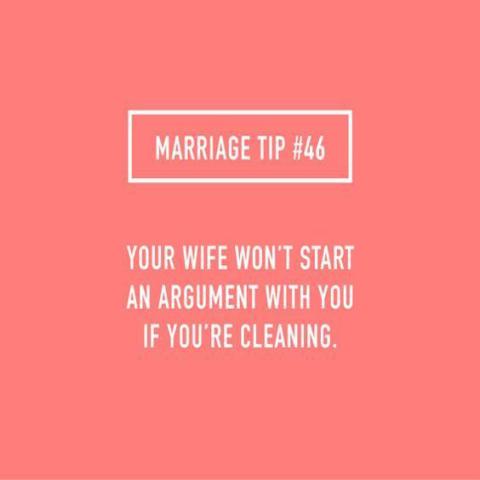 MARRIAGE TIP #46
YOUR WIFE WON'T START
AN ARGUMENT WITH YOU
IF YOU'RE CLEANING.